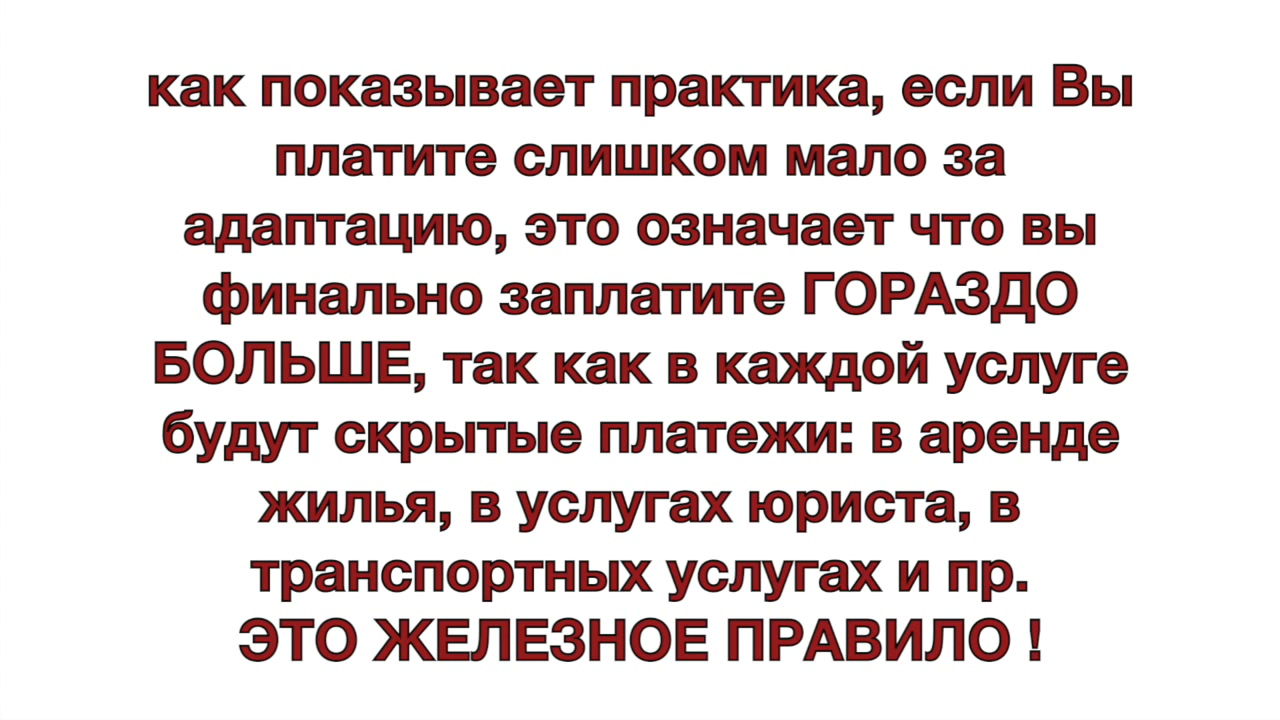 как показывает практика, если Вы
платите слишком мало за
адаптацию, это означает что вы
финально заплатите ГОРАЗДО
БОЛЬШЕ, так как в каждой услуге
будут скрытые платежи: в аренде
жилья, в услугах юриста, в
транспортных услугах и пр.
ЭТО ЖЕЛЕЗНОЕ ПРАВИЛО !